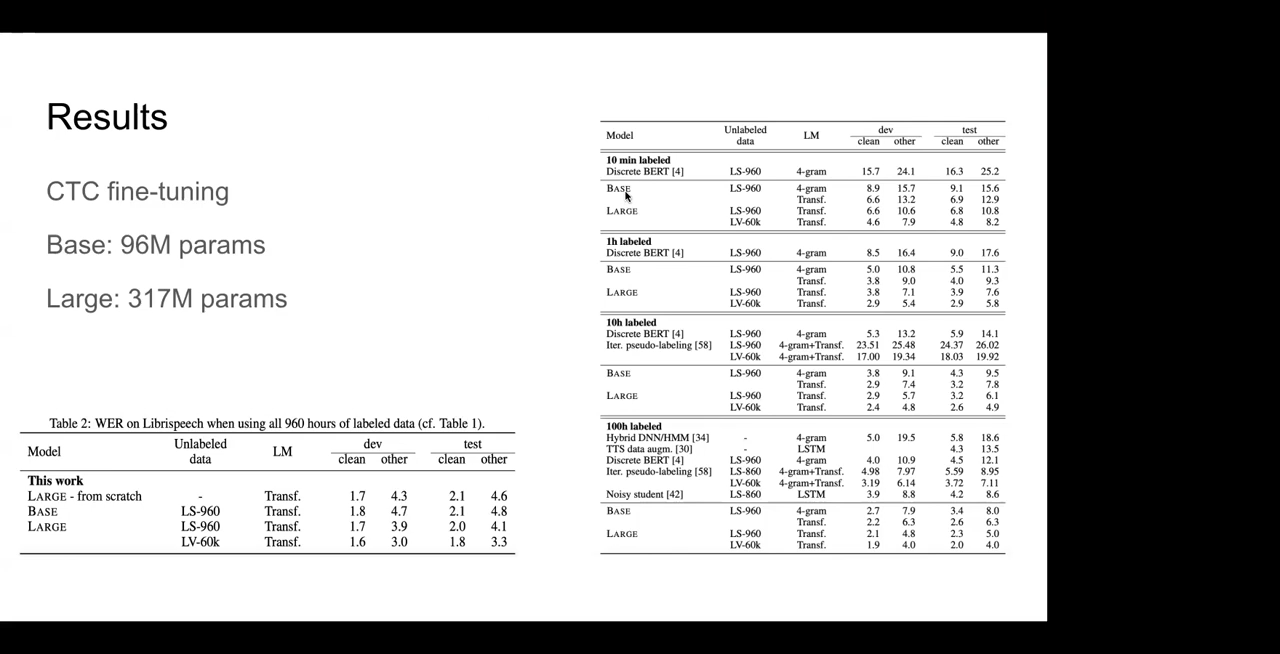 Results
CTC fine-tuning
Base: 96M params
Large: 317M params
Table 2: WER on Librispeech when using all 960 hours of labeled data (cf. Table 1).
Model Unlabeled data LM dev test
clean other clean other
This work
LARGE - from scratch - Transf. 1.7 4.3 2.1 4.6
BASE LS-960 Transf. 1.8 4.7 2.1 4.8
LARGE LS-960 Transf. 1.7 3.9 2.0 4.1
LV-60k Transf. 1.6 3.0 1.8 3.3
Model Unlabeled data LM dev test
clean other clean other
10 min labeled
Discrete BERT [4] LS-960 4-gram 15.7 24.1 16.3 25.2
BASE LS-960 4-gram 8.9 15.7 9.1 15.6
Transf. 6.6 13.2 6.9 12.9
LARGE LS-960 Transf. 6.6 10.6 6.8 10.8
LV-60k Transf. 4.6 7.9 4.8 8.2
1h labeled
Discrete BERT [4] LS-960 4-gram 8.5 16.4 9.0 17.6
BASE LS-960 4-gram 5.0 10.8 5.5 11.3
Transf. 3.8 9.0 4.0 9.3
LARGE LS-960 Transf. 3.8 7.1 3.9 7.6
LV-60k Transf. 2.9 5.4 2.9 5.8
10h labeled
Discrete BERT [4] LS-960 4-gram 5.3 13.2 5.9 14.1
Iter. pseudo-labeling [58] LS-960 4-gram+Transf. 23.51 25.48 24.37 26.02
LV-60k 4-gram+Transf. 17.00 19.34 18.03 19.92
BASE LS-960 4-gram 3.8 9.1 4.3 9.5
Transf. 2.9 7.4 3.2 7.8
LARGE LS-960 Transf. 2.9 5.7 3.2 6.1
LV-60k Transf. 2.4 4.8 2.6 4.9
100h labeled
Hybrid DNN/HMM [34] - 4-gram 5.0 19.5 5.8 18.6
TTS data augm. [30] - LSTM 4.3 13.5
Discrete BERT [4] LS-960 4-gram 4.0 10.9 4.5 12.1
Iter. pseudo-labeling [58] LS-860 4-gram+Transf. 4.98 7.97 5.59 8.95
LV-60k 4-gram+Transf. 3.19 6.14 3.72 7.11
Noisy student [42] LS-860 LSTM 3.9 8.8 4.2 8.6
BASE LS-960 4-gram 2.7 7.9 3.4 8.0
Transf. 2.2 6.3 2.6 6.3
LARGE LS-960 Transf. 2.1 4.8 2.3 5.0
LV-60k Transf. 1.9 4.0 2.0 4.0